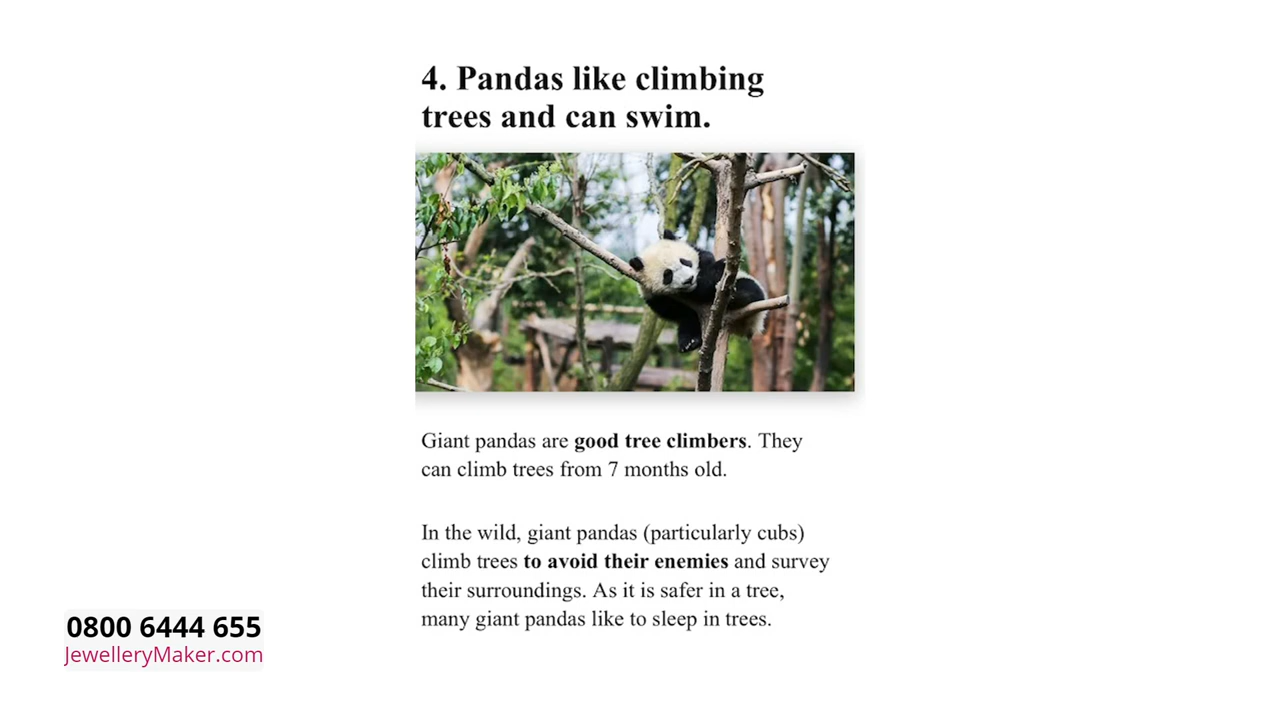 4. Pandas like climbing
trees and can swim.
Giant pandas are good tree climbers. They
can climb trees from 7 months old.
In the wild, giant pandas (particularly cubs)
climb trees to avoid their enemies and survey
their surroundings. As it is safer in a tree,
many giant pandas like to sleep in trees.
0800 6444 655
JewelleryMaker.com